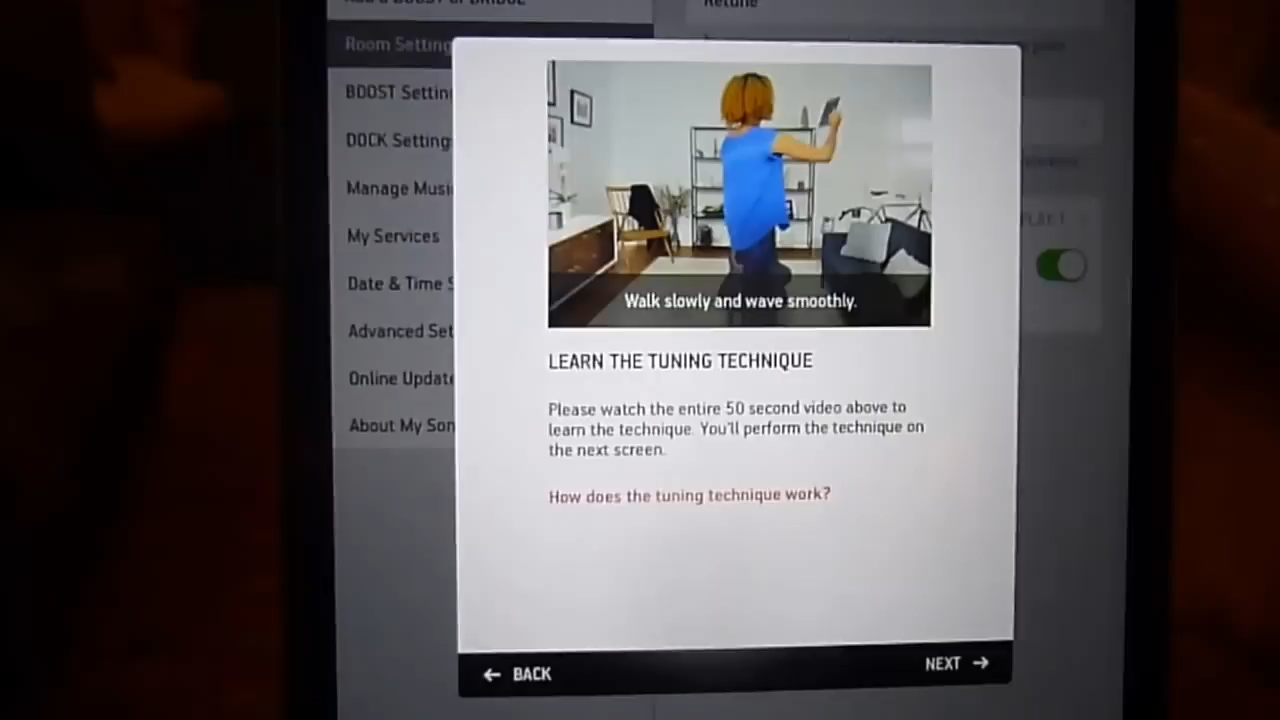 Retune
Room Setting
BOOST Settin
DOCK Setting
Manage Musi
My Services
Date & Time S
Advanced Set
Online Update
About My Son
Walk slowly and wave smoothly.
LEARN THE TUNING TECHNIQUE
Please watch the entire 50 second video above to
learn the technique. You'll perform the technique on
the next screen.
How does the tuning technique work?
BACK
NEXT